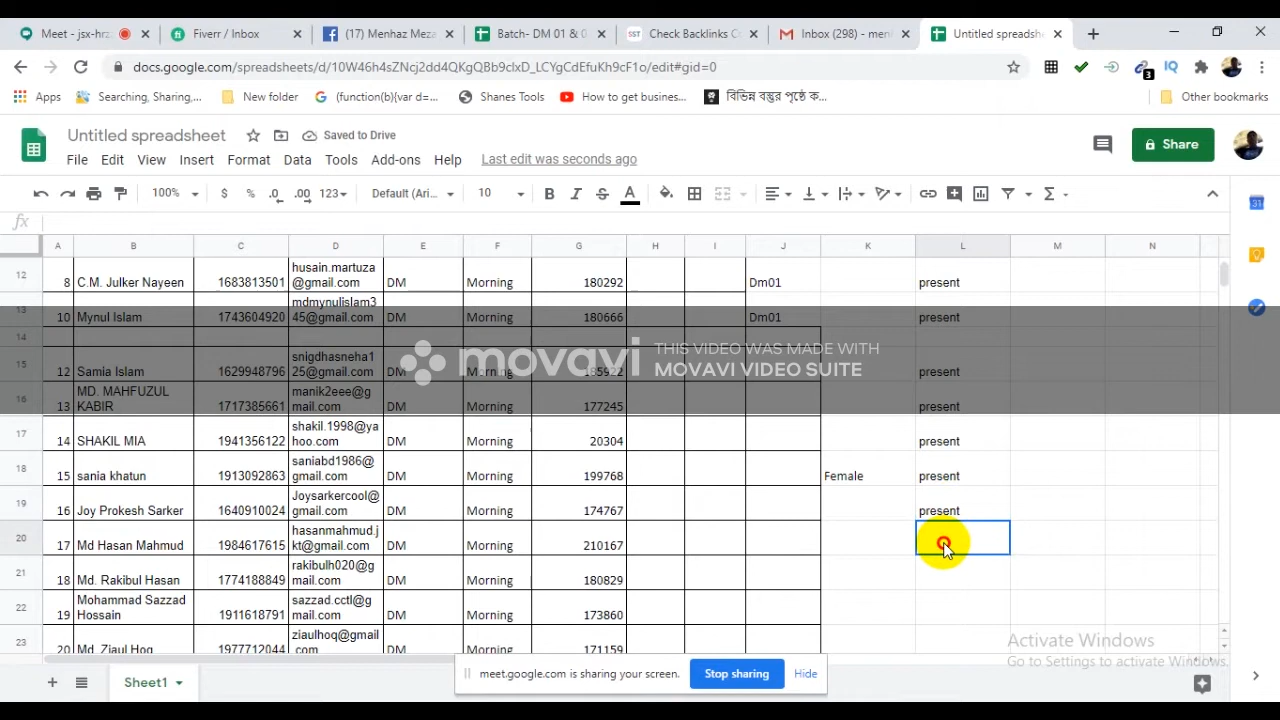 Meet - jsx-hrz
Fiverr / Inbox
(17) Menhaz Meza
Batch- DM 01 & 0
Check Backlinks C
Inbox (298) - menh
Untitled spreadshe
docs.google.com/spreadsheets/d/10W46h4sZNcj2dd4QKgQBb9clxD_LCYgCdEfuKh9cF1o/edit#gid=0
3
Apps
Searching, Sharing,...
New folder
(function(b){var d=...
Shanes Tools
How to get busines...
বিভিন্ন বস্তুর পৃষ্ঠে ক...
Other bookmarks
Untitled spreadsheet
Saved to Drive
File Edit View Insert Format Data Tools Add-ons Help Last edit was seconds ago
Share
100% $ % .0 .00 123 Default (Ari... 10 B I S A
fx
A B C D E F G H I J K L M N
12 8 C.M. Julker Nayeen 1683813501 husain.martuza@gmail.com DM Morning 180292 Dm01 present
13 10 Mynul Islam 1743604920 mdmynulislam345@gmail.com DM Morning 180666 Dm01 present
14
15 12 Samia Islam 1629948796 snigdhasneha125@gmail.com DM Morning present
16 13 MD. MAHFUZUL KABIR 1717385661 manik2eee@gmail.com DM Morning 177245 present
movavi
THIS VIDEO WAS MADE WITH
MOVAVI VIDEO SUITE
17 14 SHAKIL MIA 1941356122 shakil.1998@yahoo.com DM Morning 20304 present
18 15 sania khatun 1913092863 saniabd1986@gmail.com DM Morning 199768 Female present
19 16 Joy Prokesh Sarker 1640910024 Joysarkercool@gmail.com DM Morning 174767 present
20 17 Md Hasan Mahmud 1984617615 hasanmahmud.jkt@gmail.com DM Morning 210167
21 18 Md. Rakibul Hasan 1774188849 rakibulh020@gmail.com DM Morning 180829
22 19 Mohammad Sazzad Hossain 1911618791 sazzad.cctl@gmail.com DM Morning 173860
23 20 Md. Ziaul Hoq 1977712044 ziaulhoq@gmail.com DM Morning 171159
Activate Windows
Go to Settings to activate Windows.
Sheet1
meet.google.com is sharing your screen.
Stop sharing
Hide
31